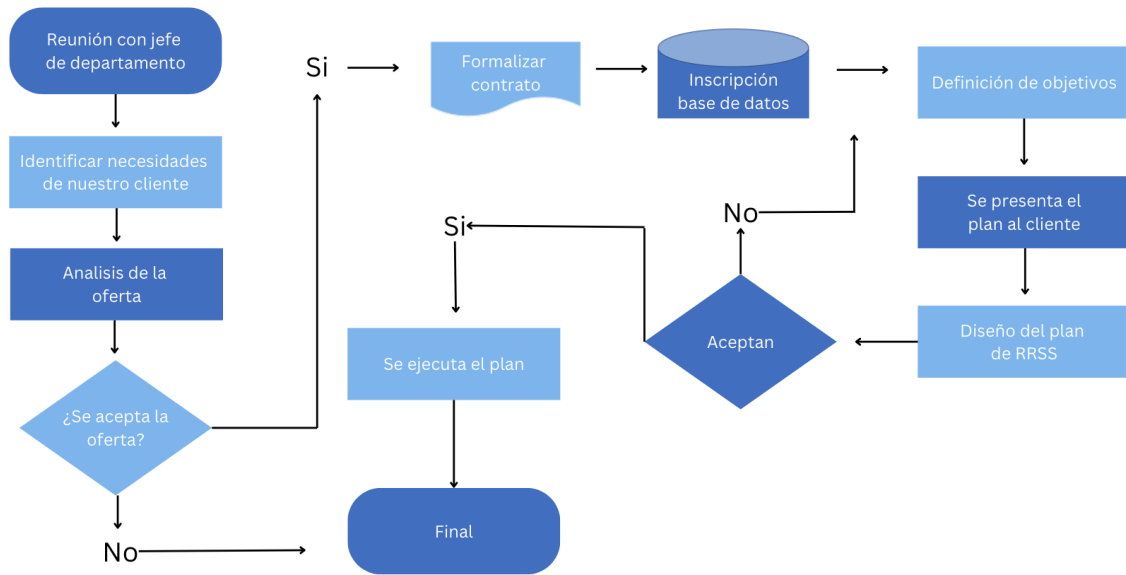 Reunión con jefe
de departamento
Identificar necesidades
de nuestro cliente
Analisis de la
oferta
¿Se acepta la
oferta?
No
Si
Formalizar
contrato
Inscripción
base de datos
Definición de objetivos
Se presenta el
plan al cliente
Diseño del plan
de RRSS
Aceptan
No
Si
Se ejecuta el plan
Final